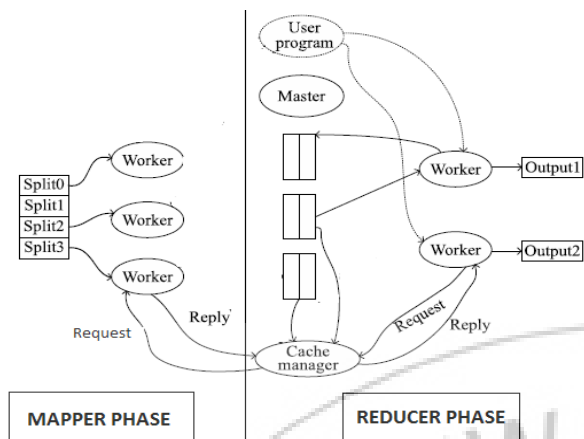 User
program
Master
Worker
Split0
Split1
Split2
Split3
Worker
Worker
Worker
Output1
Worker
Output2
Request
Reply
Request
Reply
Cache
manager
MAPPER PHASE
REDUCER PHASE